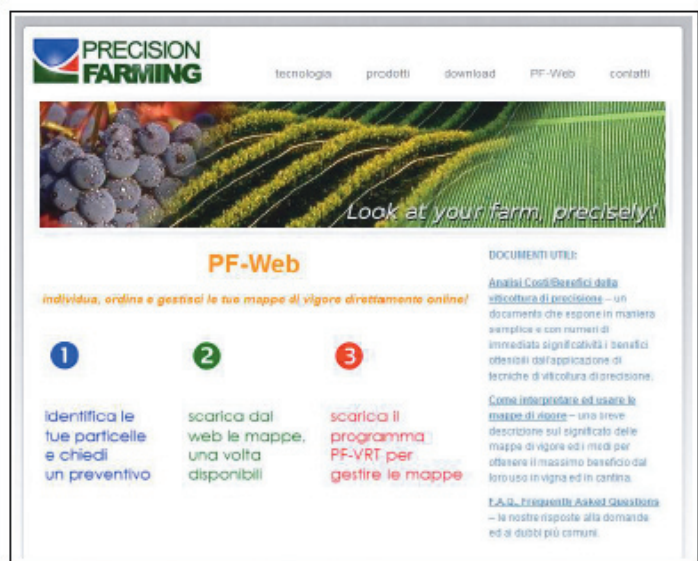 PRECISION
FARMING
tecnologia prodotti download PF-Web contatti
Look at your farm, precisely!
PF-Web
individua, ordina e gestisci le tue mappe di vigore direttamente online!
1
identifica le
tue particelle
e chiedi
un preventivo
2
scarica dal
web le mappe,
una volta
disponibili
3
scarica il
programma
PF-VRT per
gestire le mappe
DOCUMENTI UTILI:
Analisi Costi/Benefici della
viticoltura di precisione – un
documento che espone in maniera
semplice e con numeri di
immediata significatività i benefici
ottenibili dall'applicazione di
tecniche di viticoltura di precisione.
Come interpretare ed usare le
mappe di vigore – una breve
descrizione sul significato delle
mappe di vigore ed i modi per
ottenere il massimo beneficio dal
loro uso in vigna ed in cantina.
F.A.Q., Frequently Asked Questions
– le nostre risposte alla domande
ed ai dubbi più comuni.